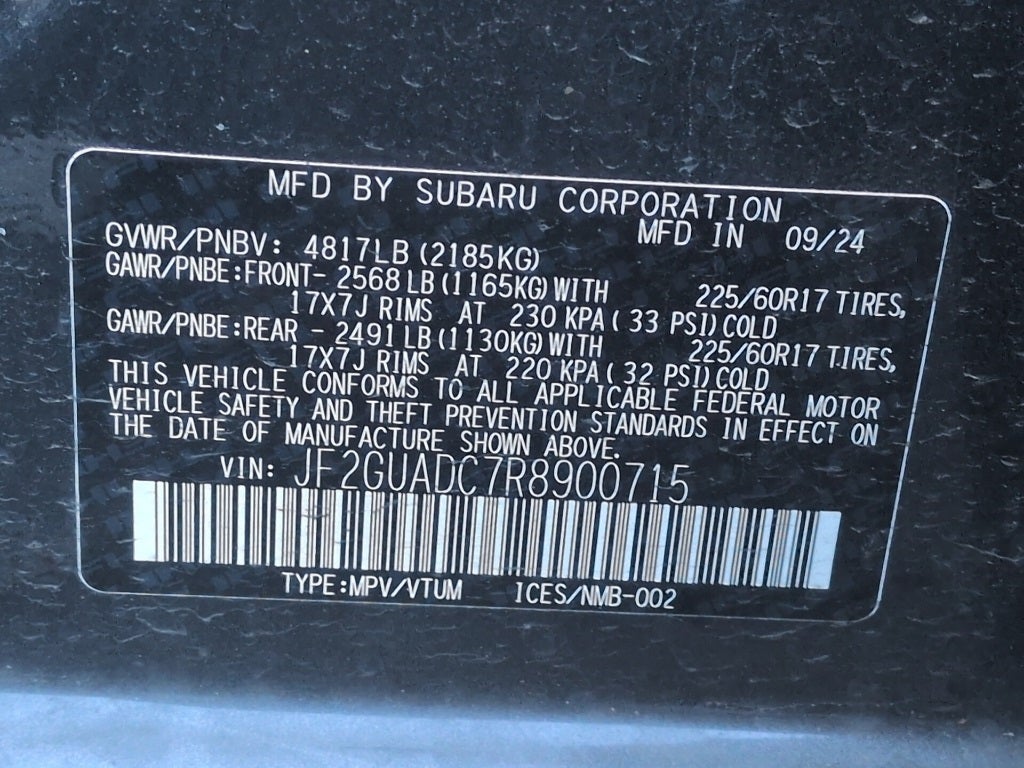 MFD BY SUBARU CORPORATION
MFD IN 09/24
GVWR/PNBV: 4817LB (2185KG)
GAWR/PNBE:FRONT- 2568 LB (1165KG) WITH 225/60R17 TIRES,
17X7J RIMS AT 230 KPA ( 33 PSI) COLD
GAWR/PNBE:REAR - 2491 LB (1130KG) WITH 225/60R17 TIRES,
17X7J RIMS AT 220 KPA ( 32 PSI) COLD
THIS VEHICLE CONFORMS TO ALL APPLICABLE FEDERAL MOTOR
VEHICLE SAFETY AND THEFT PREVENTION STANDARDS IN EFFECT ON
THE DATE OF MANUFACTURE SHOWN ABOVE.
VIN: JF2GUADC7R8900715
TYPE:MPV/VTUM ICES/NMB-002